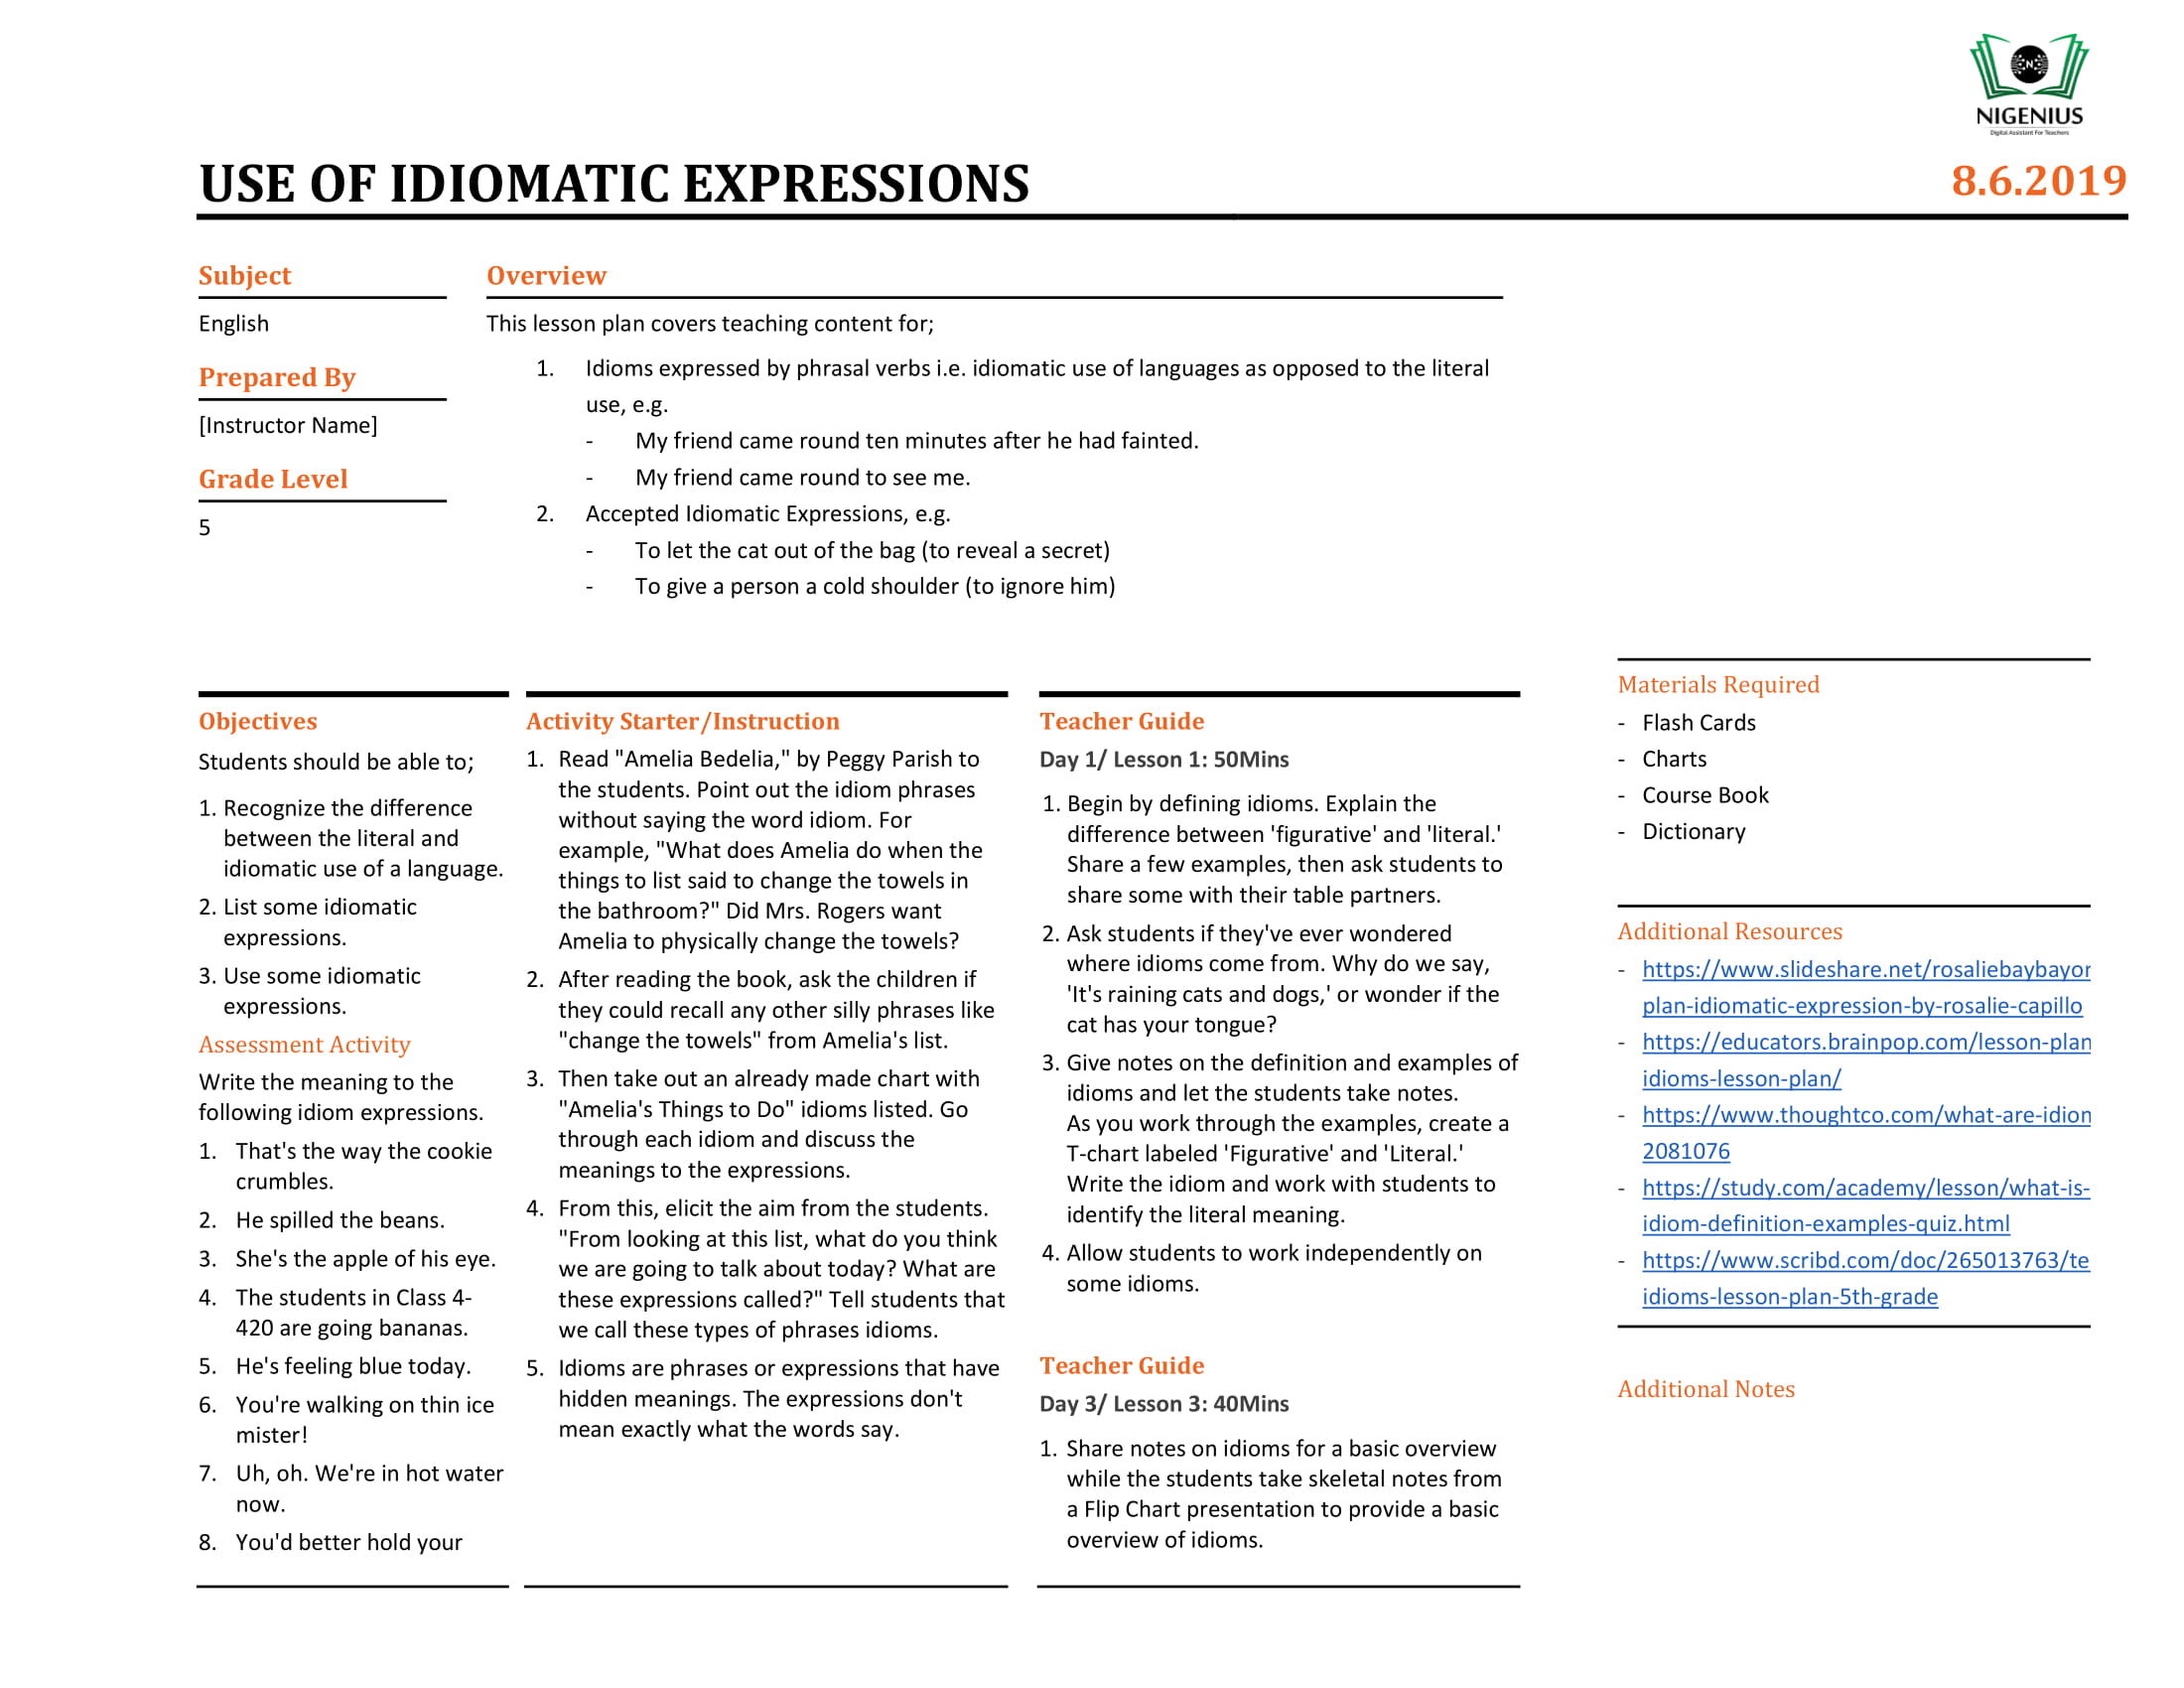 NIGENIUS
Digital Assistant For Teachers
USE OF IDIOMATIC EXPRESSIONS
8.6.2019
Subject
English
Prepared By
[Instructor Name]
Grade Level
5
Overview
This lesson plan covers teaching content for;
1. Idioms expressed by phrasal verbs i.e. idiomatic use of languages as opposed to the literal
use, e.g.
- My friend came round ten minutes after he had fainted.
- My friend came round to see me.
2. Accepted Idiomatic Expressions, e.g.
- To let the cat out of the bag (to reveal a secret)
- To give a person a cold shoulder (to ignore him)
Objectives
Students should be able to;
1. Recognize the difference
between the literal and
idiomatic use of a language.
2. List some idiomatic
expressions.
3. Use some idiomatic
expressions.
Assessment Activity
Write the meaning to the
following idiom expressions.
1. That's the way the cookie
crumbles.
2. He spilled the beans.
3. She's the apple of his eye.
4. The students in Class 4-
420 are going bananas.
5. He's feeling blue today.
6. You're walking on thin ice
mister!
7. Uh, oh. We're in hot water
now.
8. You'd better hold your
Activity Starter/Instruction
1. Read "Amelia Bedelia," by Peggy Parish to
the students. Point out the idiom phrases
without saying the word idiom. For
example, "What does Amelia do when the
things to list said to change the towels in
the bathroom?" Did Mrs. Rogers want
Amelia to physically change the towels?
2. After reading the book, ask the children if
they could recall any other silly phrases like
"change the towels" from Amelia's list.
3. Then take out an already made chart with
"Amelia's Things to Do" idioms listed. Go
through each idiom and discuss the
meanings to the expressions.
4. From this, elicit the aim from the students.
"From looking at this list, what do you think
we are going to talk about today? What are
these expressions called?" Tell students that
we call these types of phrases idioms.
5. Idioms are phrases or expressions that have
hidden meanings. The expressions don't
mean exactly what the words say.
Teacher Guide
Day 1/ Lesson 1: 50Mins
1. Begin by defining idioms. Explain the
difference between 'figurative' and 'literal.'
Share a few examples, then ask students to
share some with their table partners.
2. Ask students if they've ever wondered
where idioms come from. Why do we say,
'It's raining cats and dogs,' or wonder if the
cat has your tongue?
3. Give notes on the definition and examples of
idioms and let the students take notes.
As you work through the examples, create a
T-chart labeled 'Figurative' and 'Literal.'
Write the idiom and work with students to
identify the literal meaning.
4. Allow students to work independently on
some idioms.
Teacher Guide
Day 3/ Lesson 3: 40Mins
1. Share notes on idioms for a basic overview
while the students take skeletal notes from
a Flip Chart presentation to provide a basic
overview of idioms.
Materials Required
- Flash Cards
- Charts
- Course Book
- Dictionary
Additional Resources
- https://www.slideshare.net/rosaliebaybayor
plan-idiomatic-expression-by-rosalie-capillo
- https://educators.brainpop.com/lesson-plan
idioms-lesson-plan/
- https://www.thoughtco.com/what-are-idion
2081076
- https://study.com/academy/lesson/what-is-
idiom-definition-examples-quiz.html
- https://www.scribd.com/doc/265013763/te
idioms-lesson-plan-5th-grade
Additional Notes